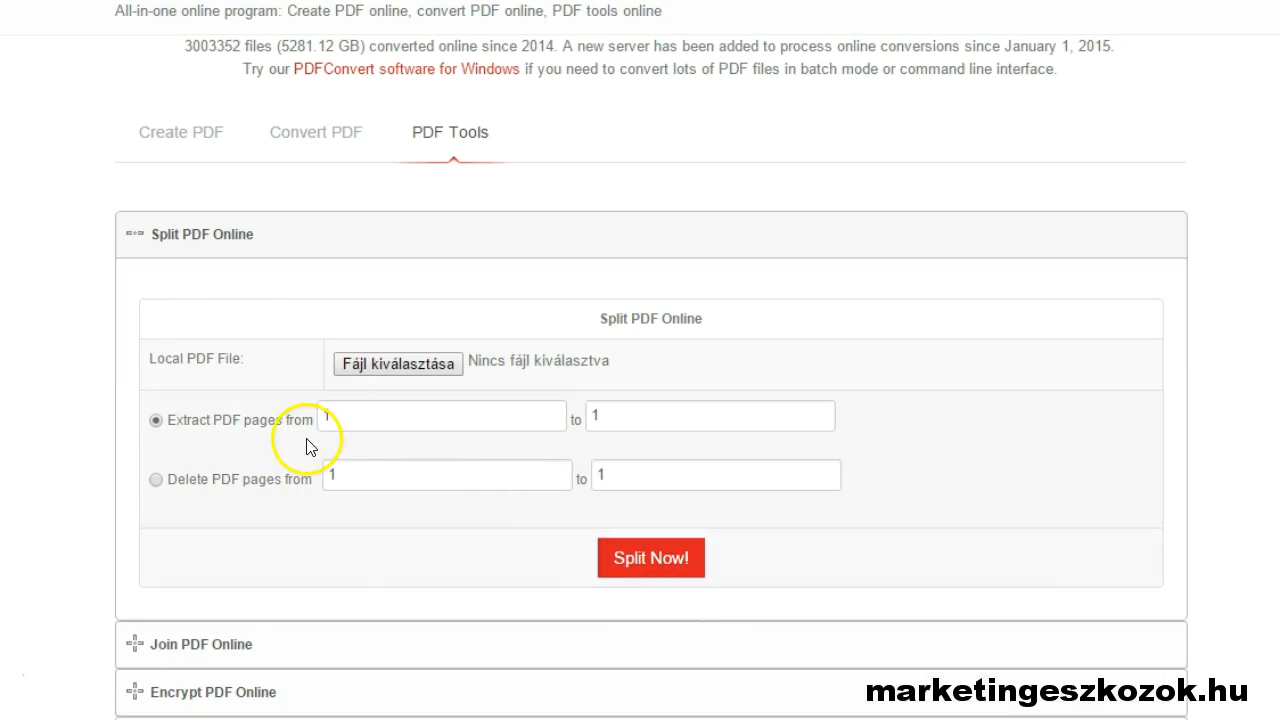 All-in-one online program: Create PDF online, convert PDF online, PDF tools online
3003352 files (5281.12 GB) converted online since 2014. A new server has been added to process online conversions since January 1, 2015.
Try our PDFConvert software for Windows if you need to convert lots of PDF files in batch mode or command line interface.
Create PDF Convert PDF PDF Tools
Split PDF Online
Split PDF Online
Local PDF File: Fájl kiválasztása Nincs fájl kiválasztva
Extract PDF pages from 1 to 1
Delete PDF pages from 1 to 1
Split Now!
Join PDF Online
Encrypt PDF Online
marketingeszkozok.hu